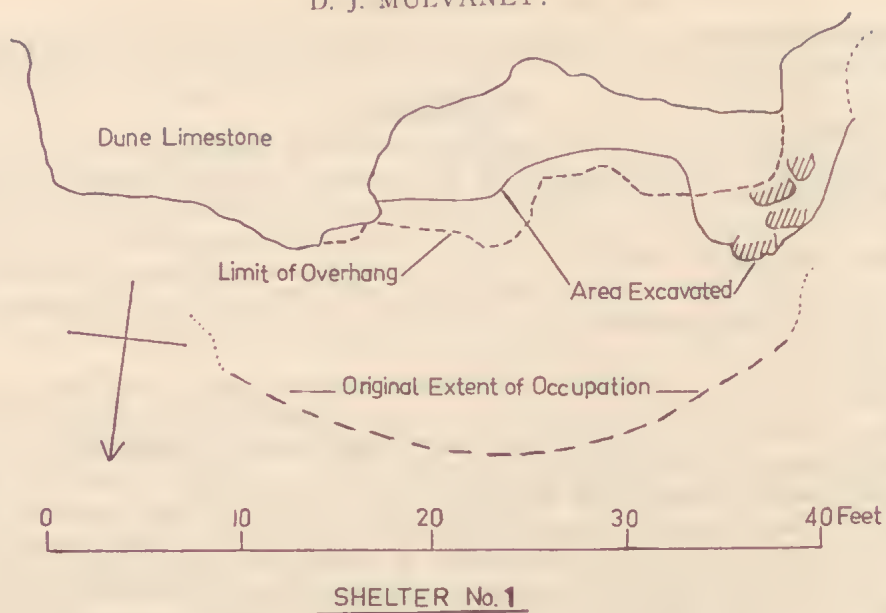 D. J. MULVANEY.
Dune Limestone
Limit of Overhang
Area Excavated
Original Extent of Occupation
0 10 20 30 40 Feet
SHELTER No. 1